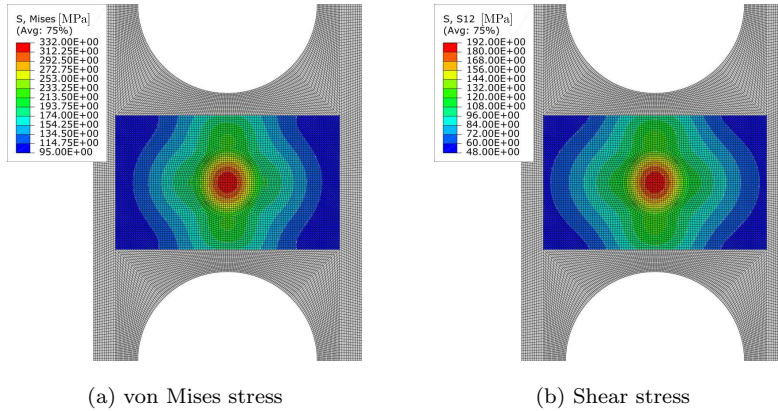 S, Mises [MPa]
(Avg: 75%)
332.00E+00
312.25E+00
292.50E+00
272.75E+00
253.00E+00
233.25E+00
213.50E+00
193.75E+00
174.00E+00
154.25E+00
134.50E+00
114.75E+00
95.00E+00
S, S12 [MPa]
(Avg: 75%)
192.00E+00
180.00E+00
168.00E+00
156.00E+00
144.00E+00
132.00E+00
120.00E+00
108.00E+00
96.00E+00
84.00E+00
72.00E+00
60.00E+00
48.00E+00
(a) von Mises stress
(b) Shear stress